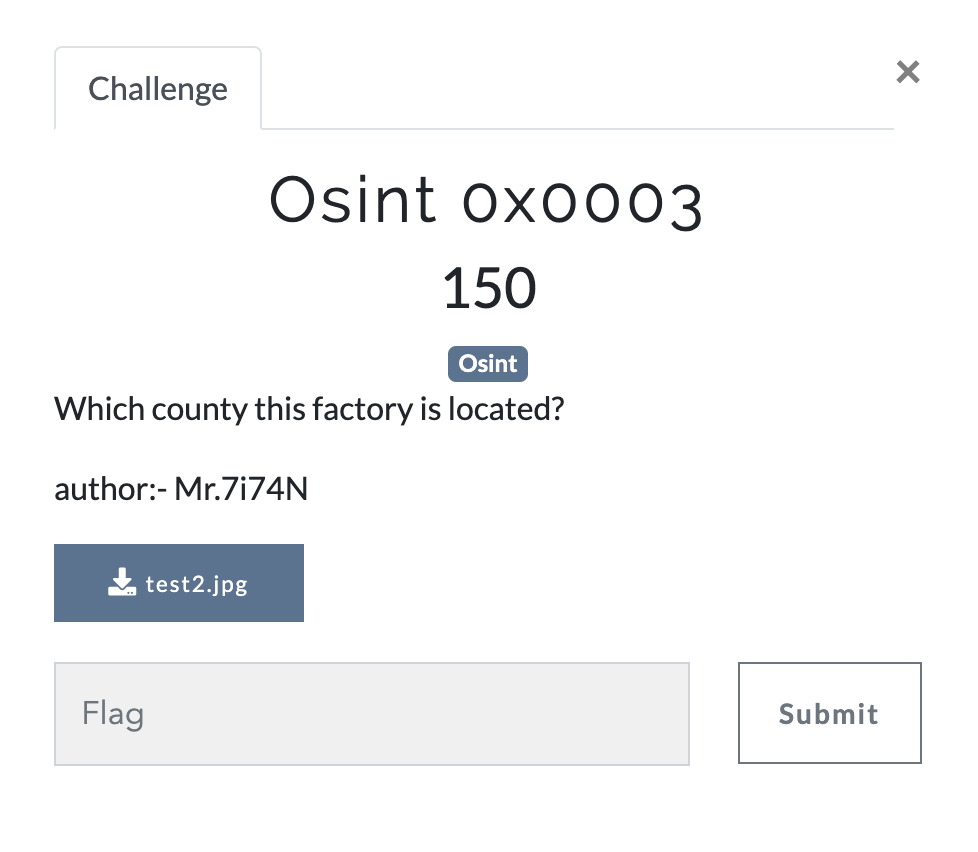 Challenge
×
Osint 0x0003
150
Osint
Which county this factory is located?
author:- Mr.7i74N
test2.jpg
Flag
Submit